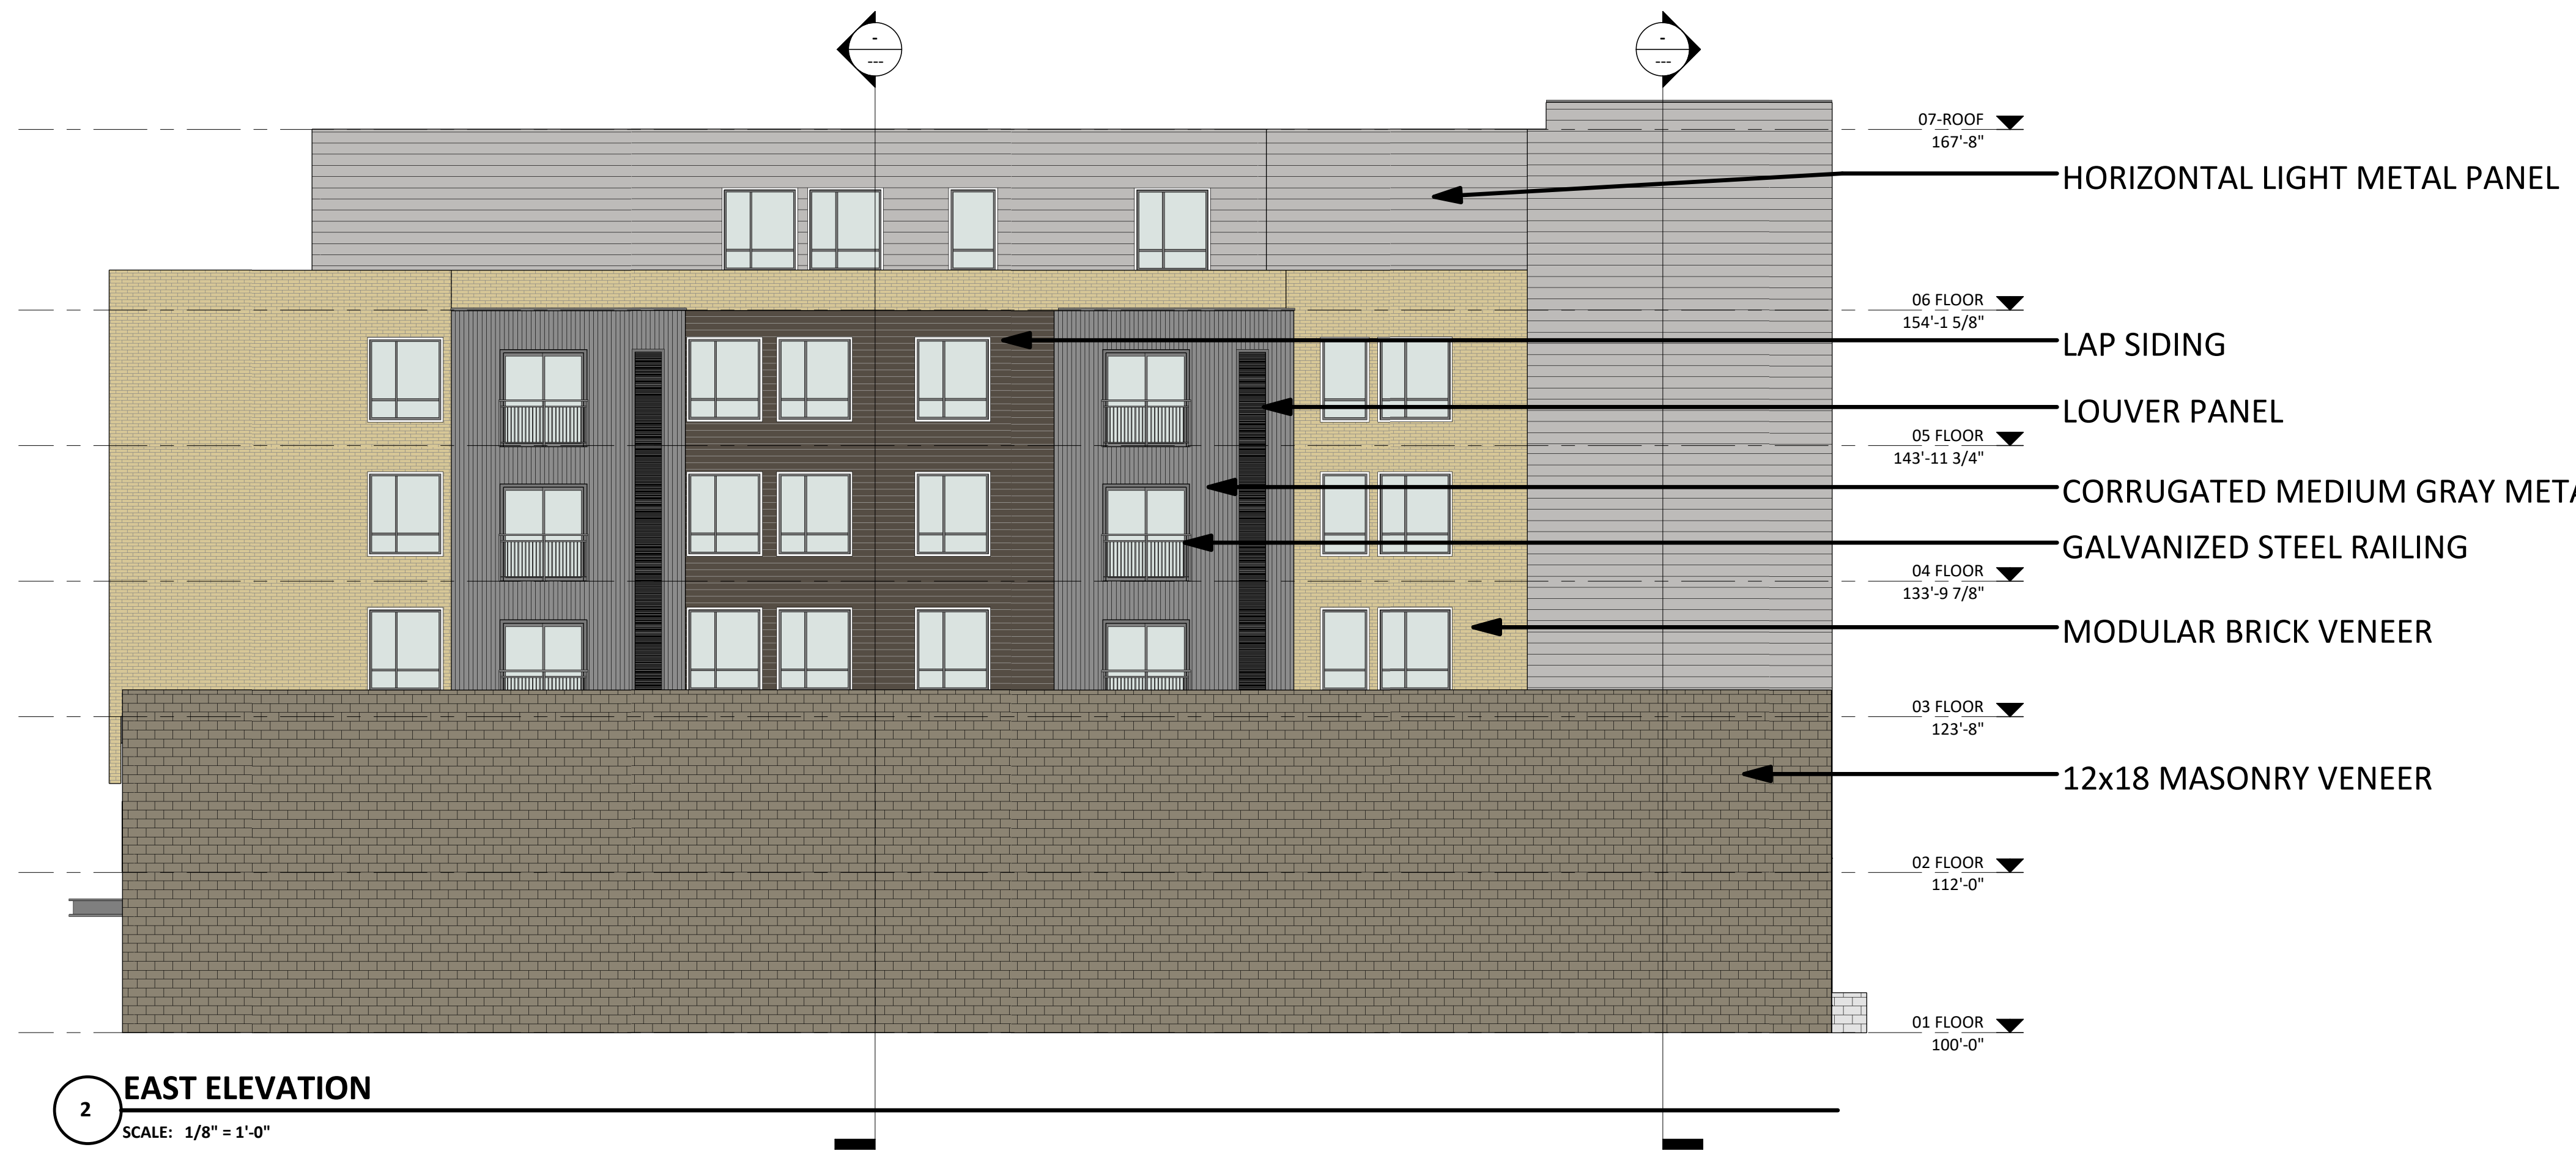 -
---
-
---
07-ROOF
167'-8"
HORIZONTAL LIGHT METAL PANEL
06 FLOOR
154'-1 5/8"
LAP SIDING
LOUVER PANEL
05 FLOOR
143'-11 3/4"
CORRUGATED MEDIUM GRAY META
GALVANIZED STEEL RAILING
04 FLOOR
133'-9 7/8"
MODULAR BRICK VENEER
03 FLOOR
123'-8"
12x18 MASONRY VENEER
02 FLOOR
112'-0"
01 FLOOR
100'-0"
2
EAST ELEVATION
SCALE: 1/8" = 1'-0"